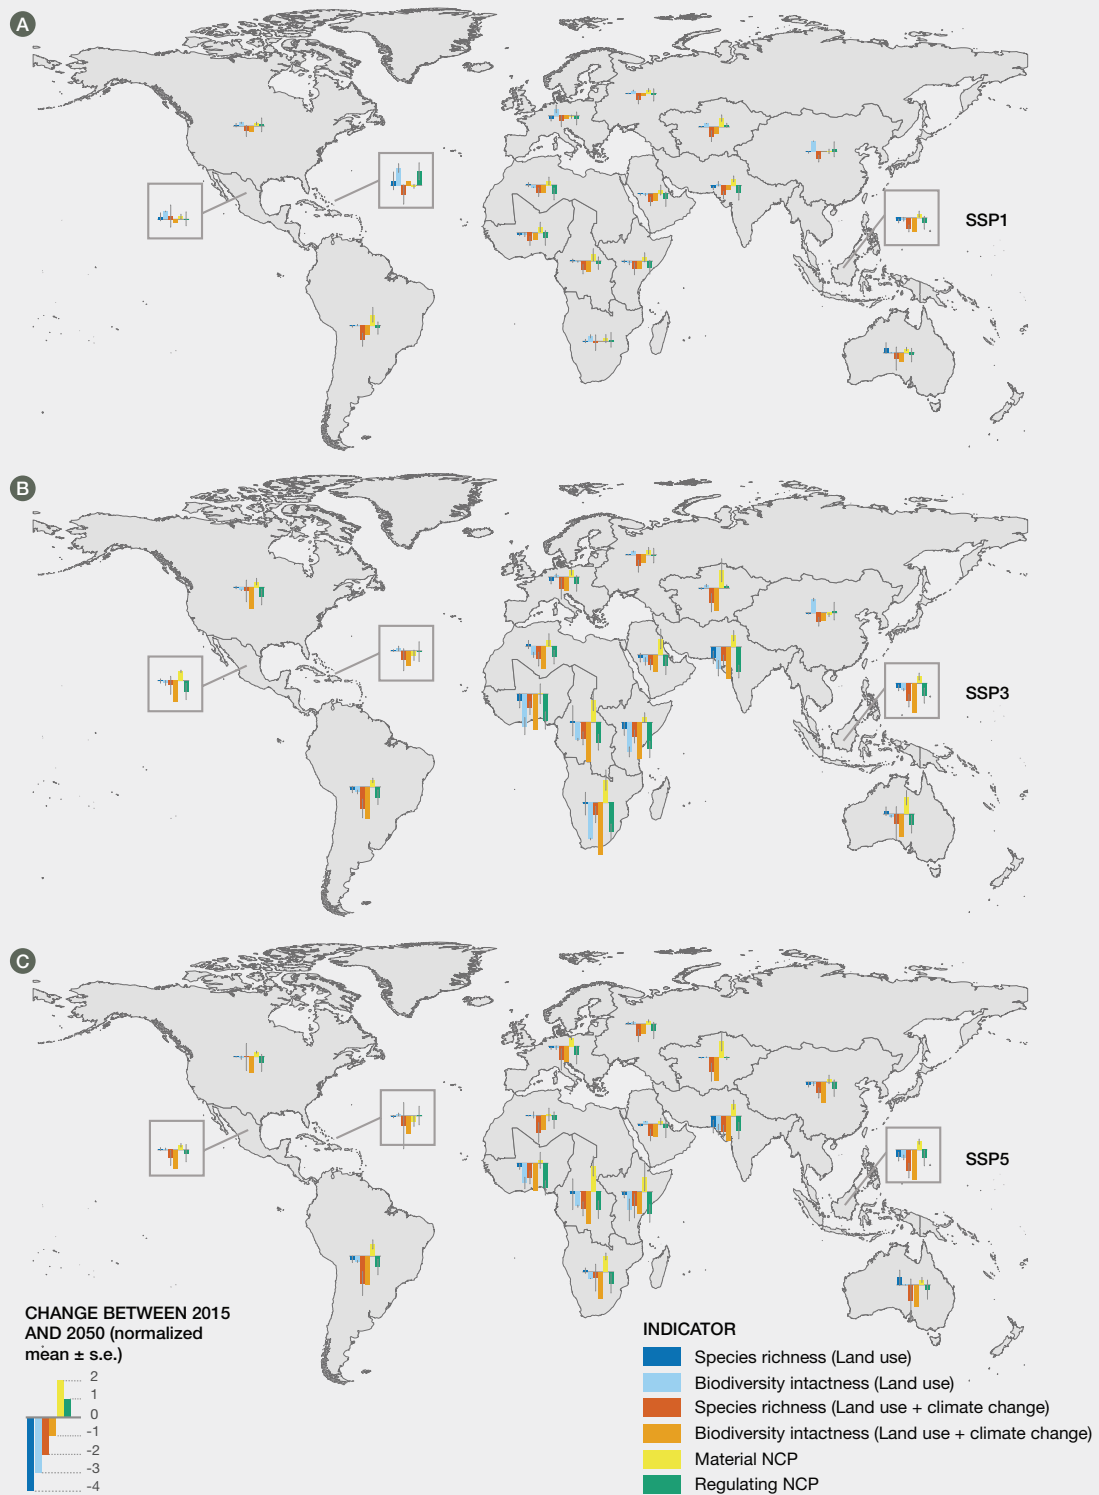 A
SSP1
B
SSP3
C
SSP5
CHANGE BETWEEN 2015
AND 2050 (normalized
mean ± s.e.)
2
1
0
-1
-2
-3
-4
INDICATOR
Species richness (Land use)
Biodiversity intactness (Land use)
Species richness (Land use + climate change)
Biodiversity intactness (Land use + climate change)
Material NCP
Regulating NCP